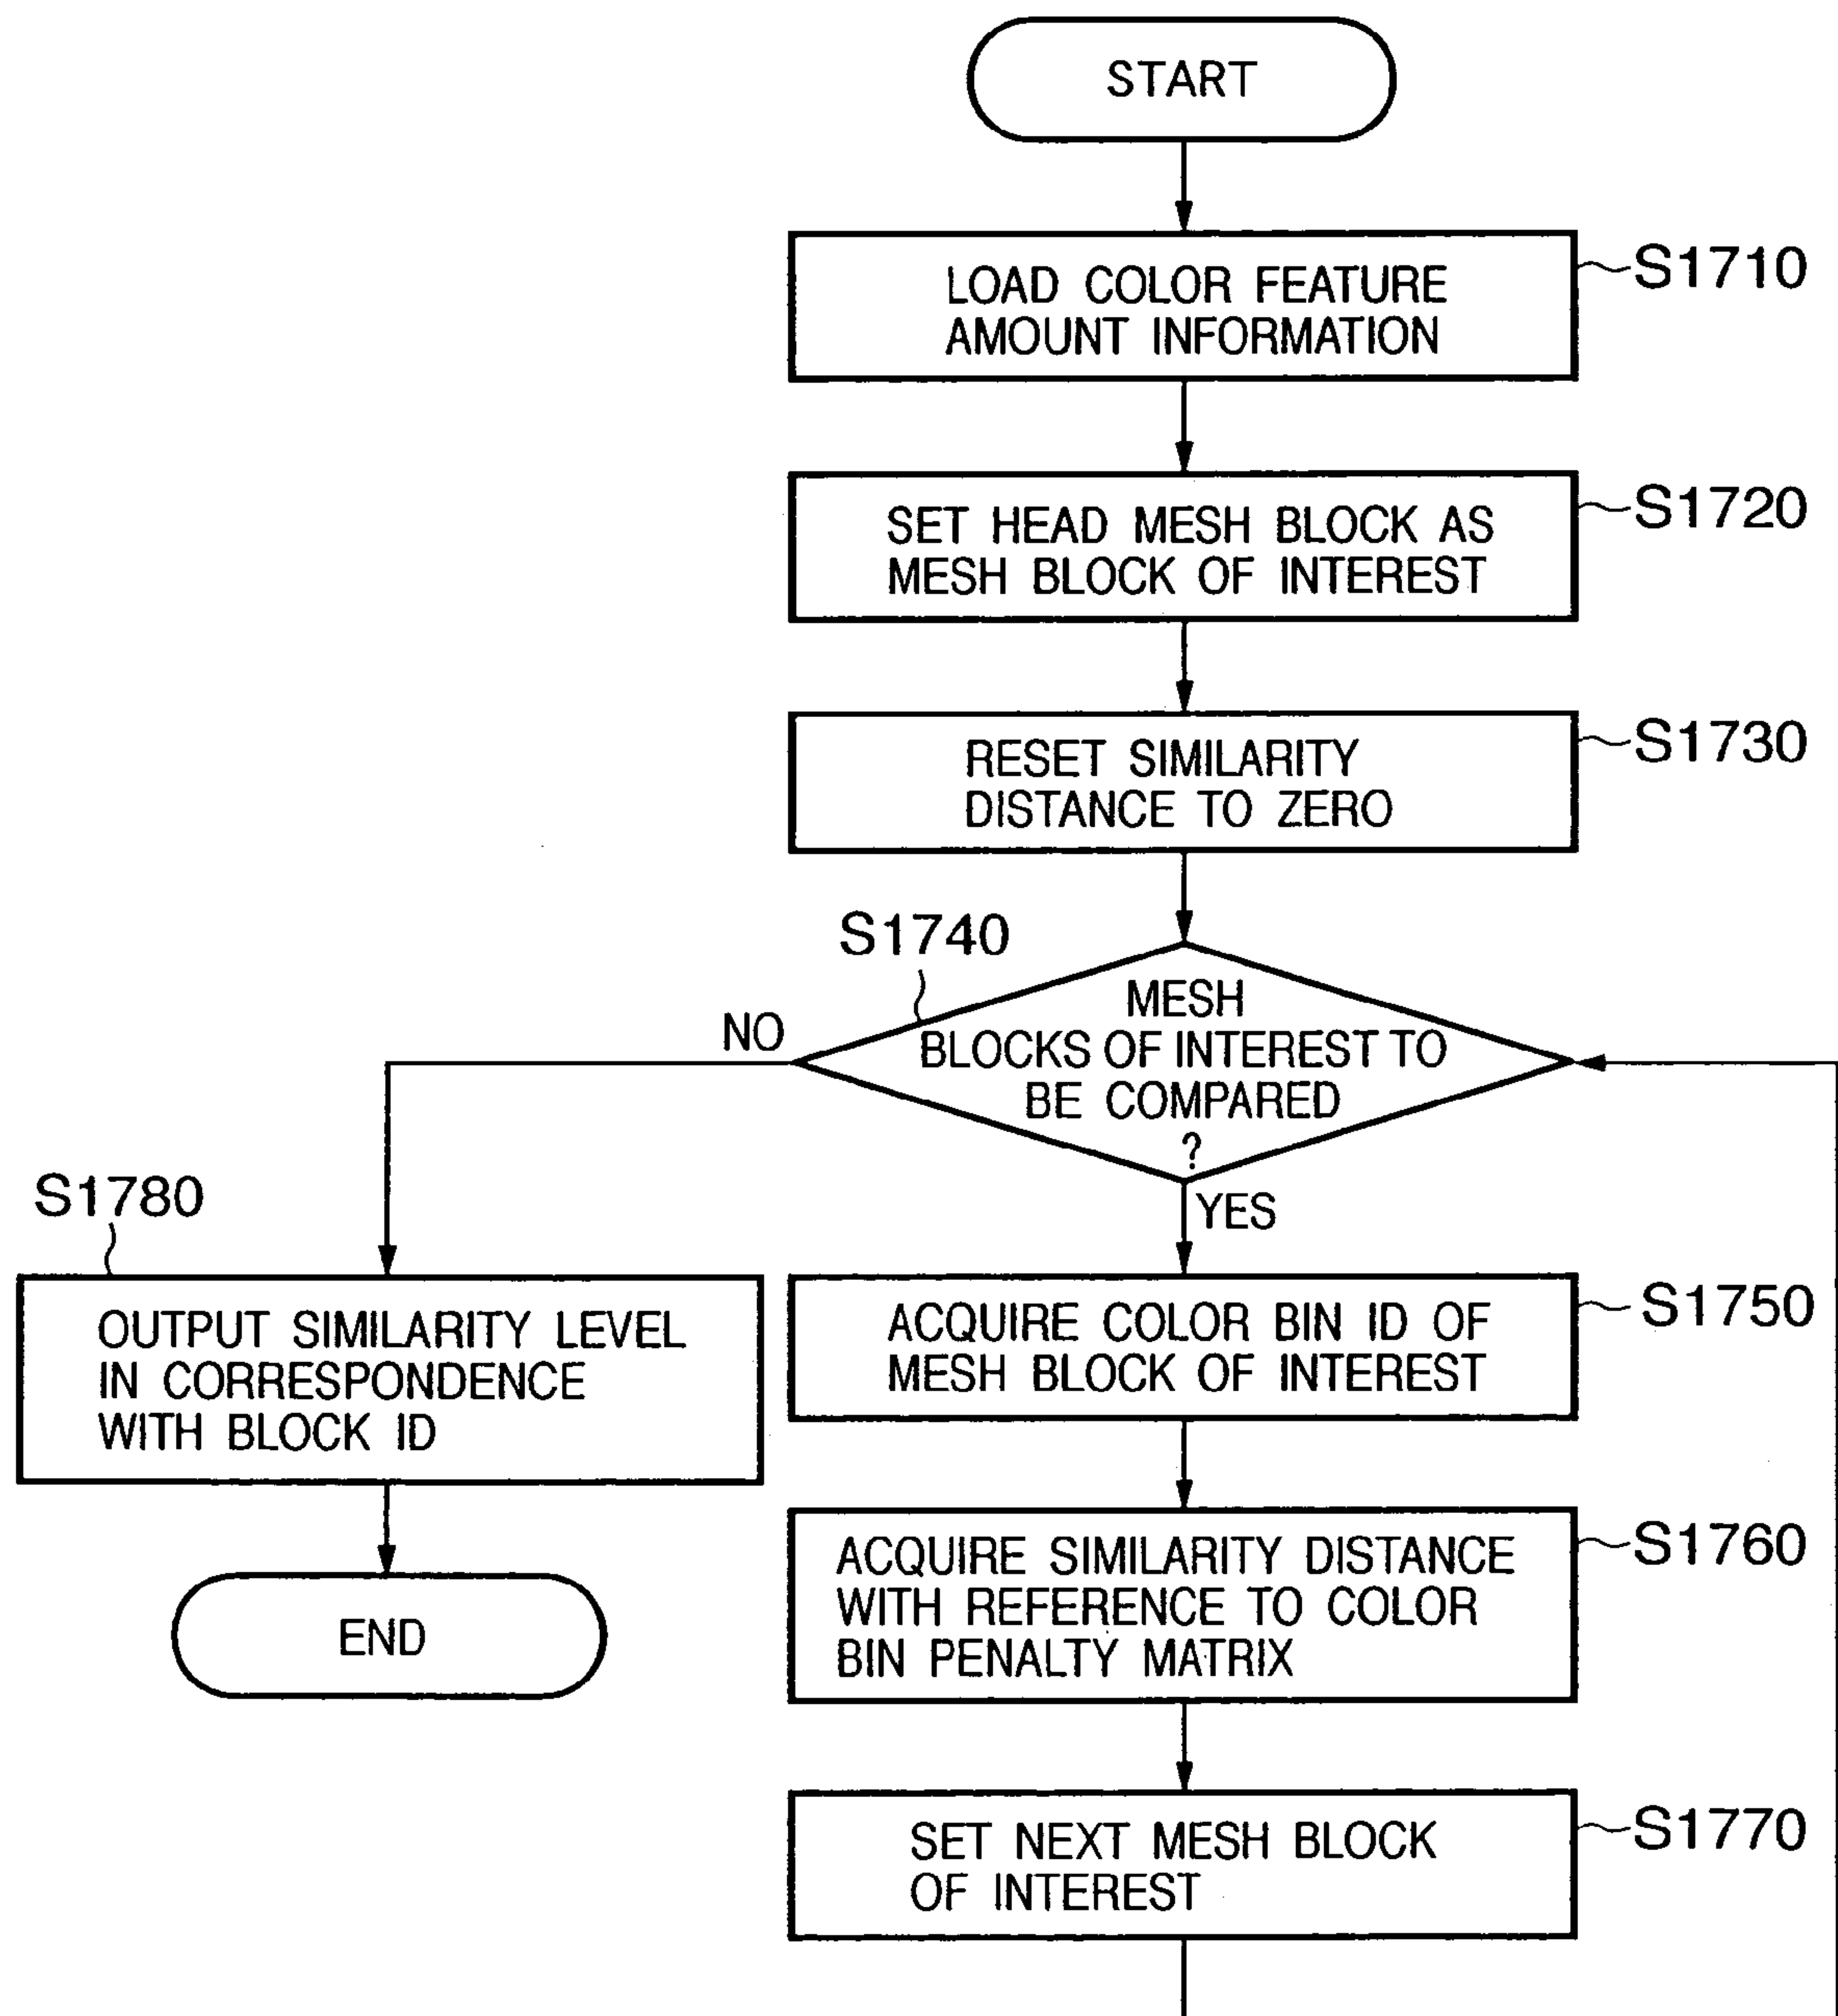 START
LOAD COLOR FEATURE
AMOUNT INFORMATION
S1710
SET HEAD MESH BLOCK AS
MESH BLOCK OF INTEREST
S1720
RESET SIMILARITY
DISTANCE TO ZERO
S1730
S1740
MESH
BLOCKS OF INTEREST TO
BE COMPARED
?
NO
YES
S1780
OUTPUT SIMILARITY LEVEL
IN CORRESPONDENCE
WITH BLOCK ID
END
ACQUIRE COLOR BIN ID OF
MESH BLOCK OF INTEREST
S1750
ACQUIRE SIMILARITY DISTANCE
WITH REFERENCE TO COLOR
BIN PENALTY MATRIX
S1760
SET NEXT MESH BLOCK
OF INTEREST
S1770